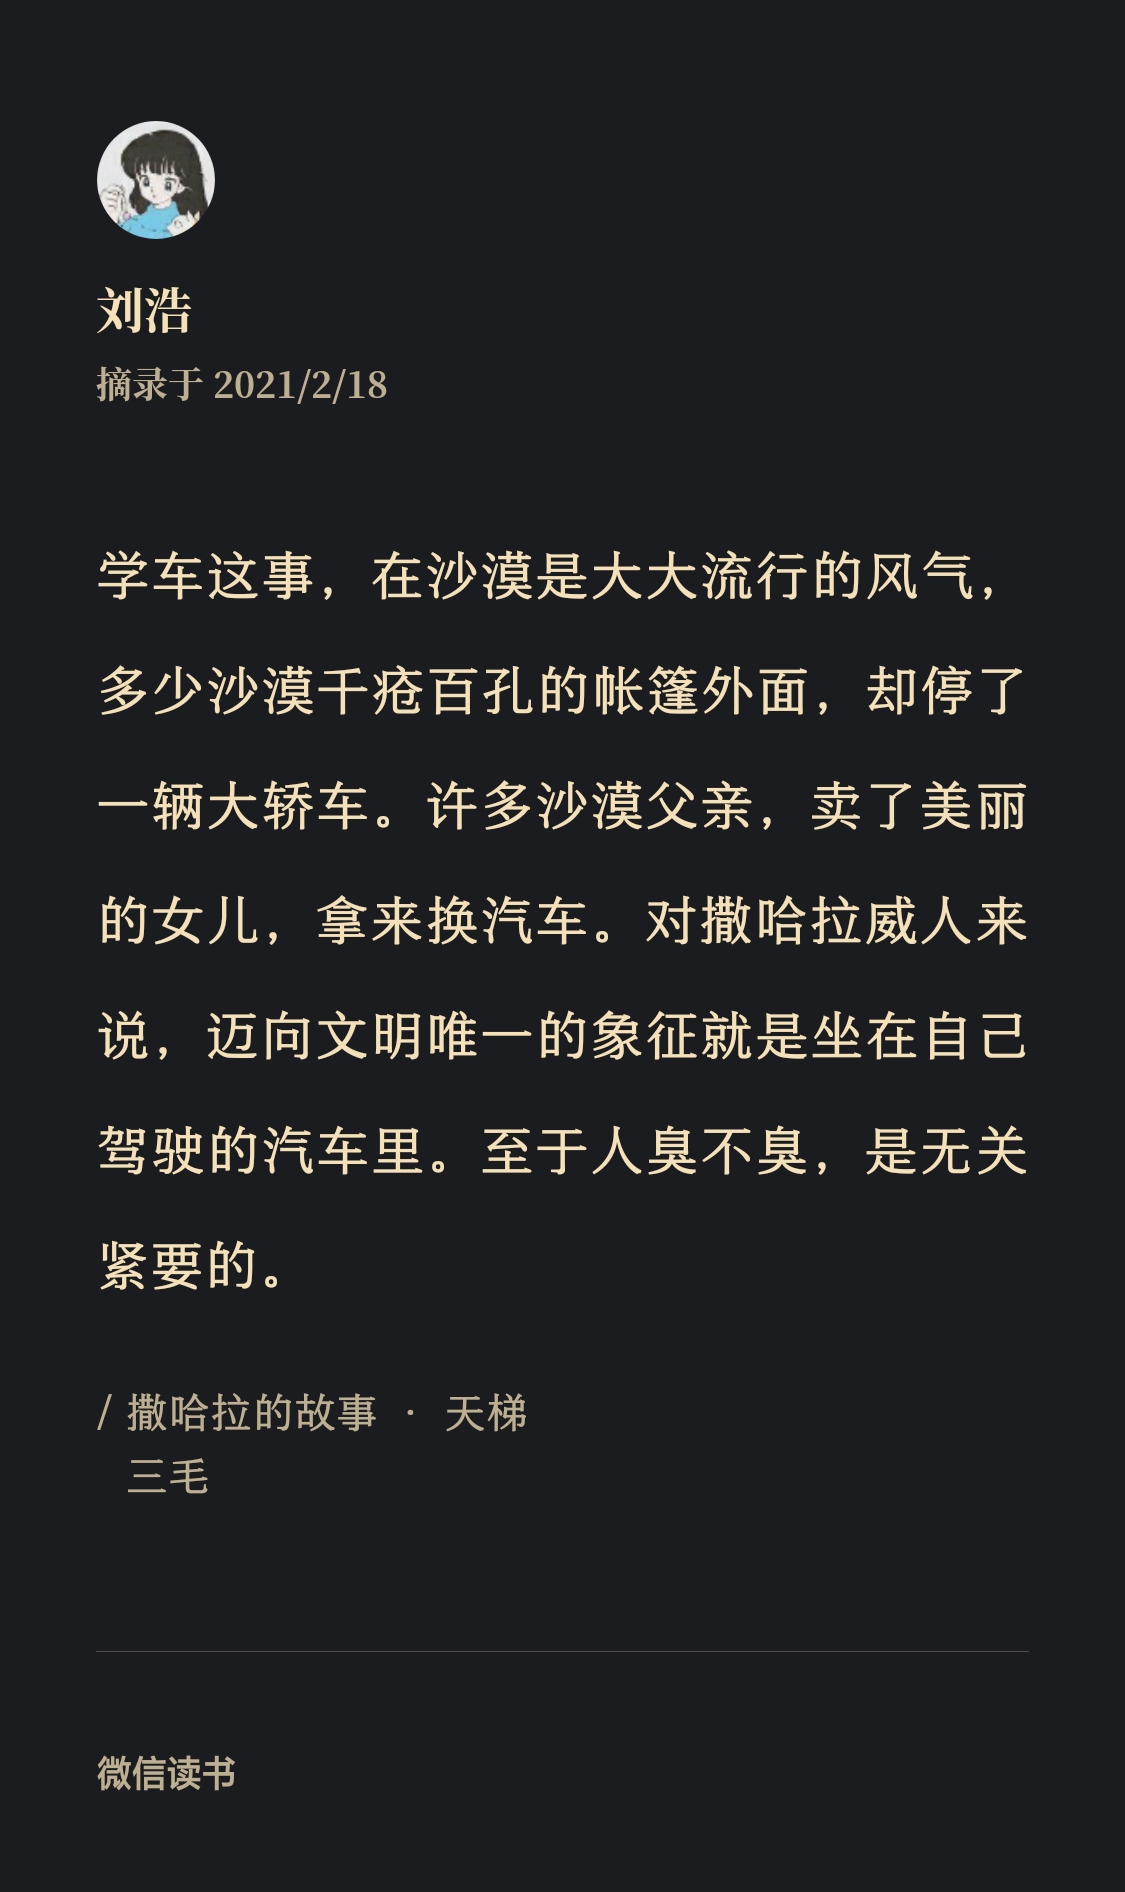 刘浩
摘录于 2021/2/18
学车这事，在沙漠是大大流行的风气，
多少沙漠千疮百孔的帐篷外面，却停了
一辆大轿车。许多沙漠父亲，卖了美丽
的女儿，拿来换汽车。对撒哈拉威人来
说，迈向文明唯一的象征就是坐在自己
驾驶的汽车里。至于人臭不臭，是无关
紧要的。
/ 撒哈拉的故事 · 天梯
三毛
微信读书